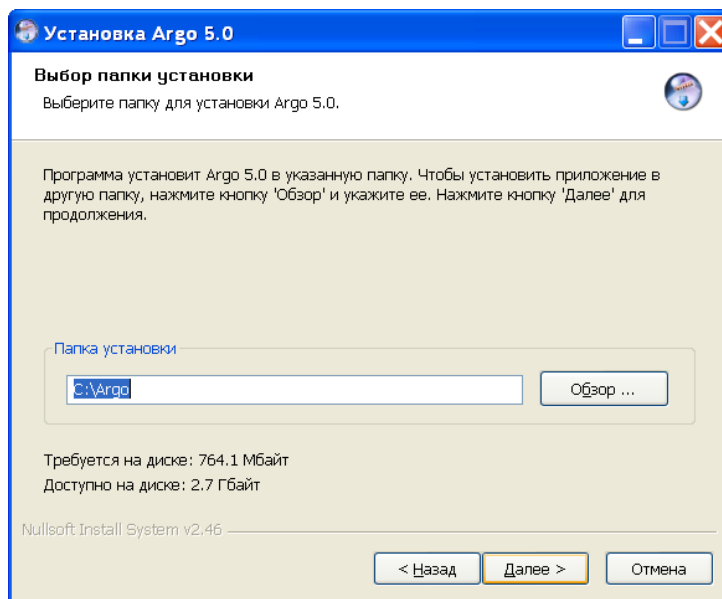 Установка Argo 5.0
Выбор папки установки
Выберите папку для установки Argo 5.0.
Программа установит Argo 5.0 в указанную папку. Чтобы установить приложение в
другую папку, нажмите кнопку 'Обзор' и укажите ее. Нажмите кнопку 'Далее' для
продолжения.
Папка установки
C:\Argo
Обзор ...
Требуется на диске: 764.1 Мбайт
Доступно на диске: 2.7 Гбайт
Nullsoft Install System v2.46
< Назад Далее > Отмена